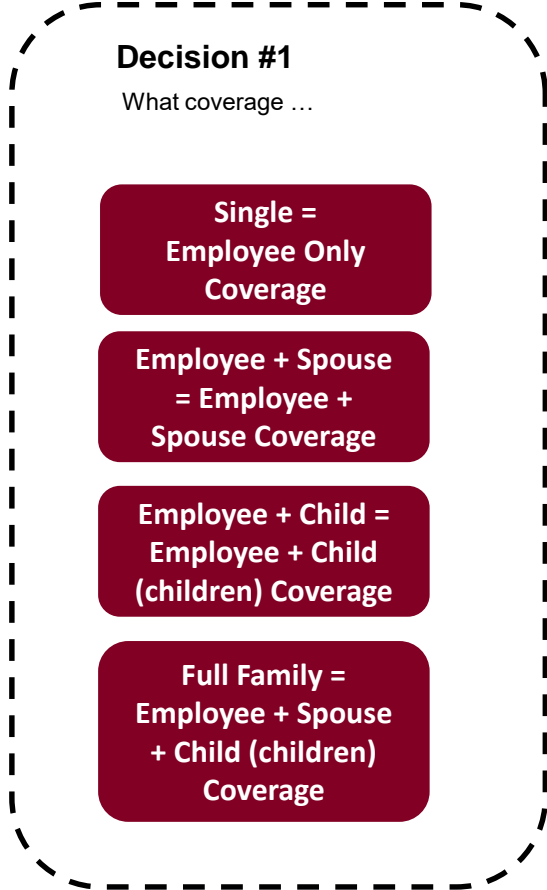 Decision #1
What coverage …
Single =
Employee Only
Coverage
Employee + Spouse
= Employee +
Spouse Coverage
Employee + Child =
Employee + Child
(children) Coverage
Full Family =
Employee + Spouse
+ Child (children)
Coverage